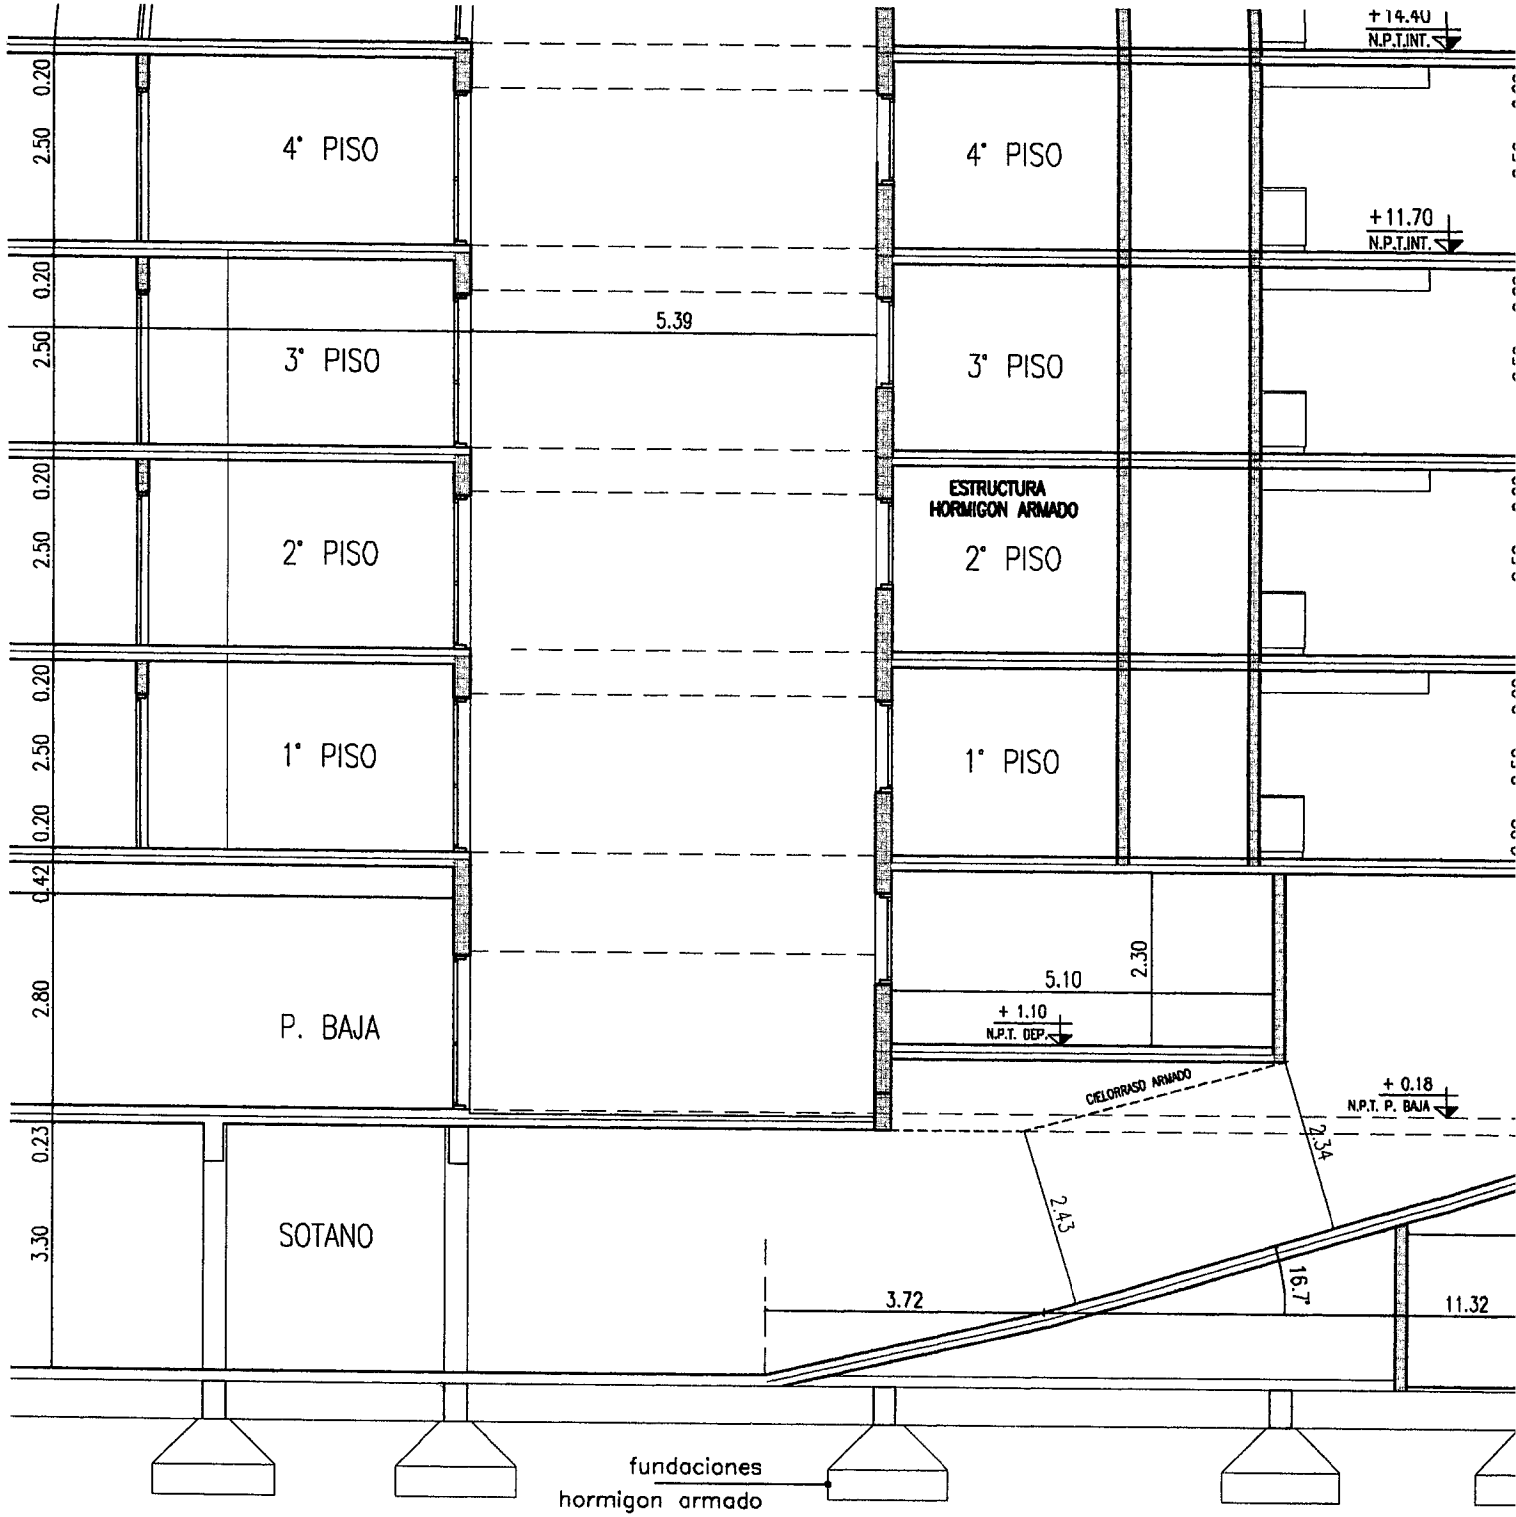 +14.40
N.P.T.INT.
0.20
2.50
4° PISO
4° PISO
+11.70
N.P.T.INT.
0.20
2.50
5.39
3° PISO
3° PISO
0.20
2.50
ESTRUCTURA
HORMIGON ARMADO
2° PISO
2° PISO
0.20
2.50
1° PISO
1° PISO
0.20
0.42
2.80
P. BAJA
2.30
5.10
+ 1.10
N.P.T. DEP.
CIELORRASO ARMADO
+ 0.18
N.P.T. P. BAJA
0.23
3.30
SOTANO
2.43
2.34
16.7°
3.72
11.32
fundaciones
hormigon armado